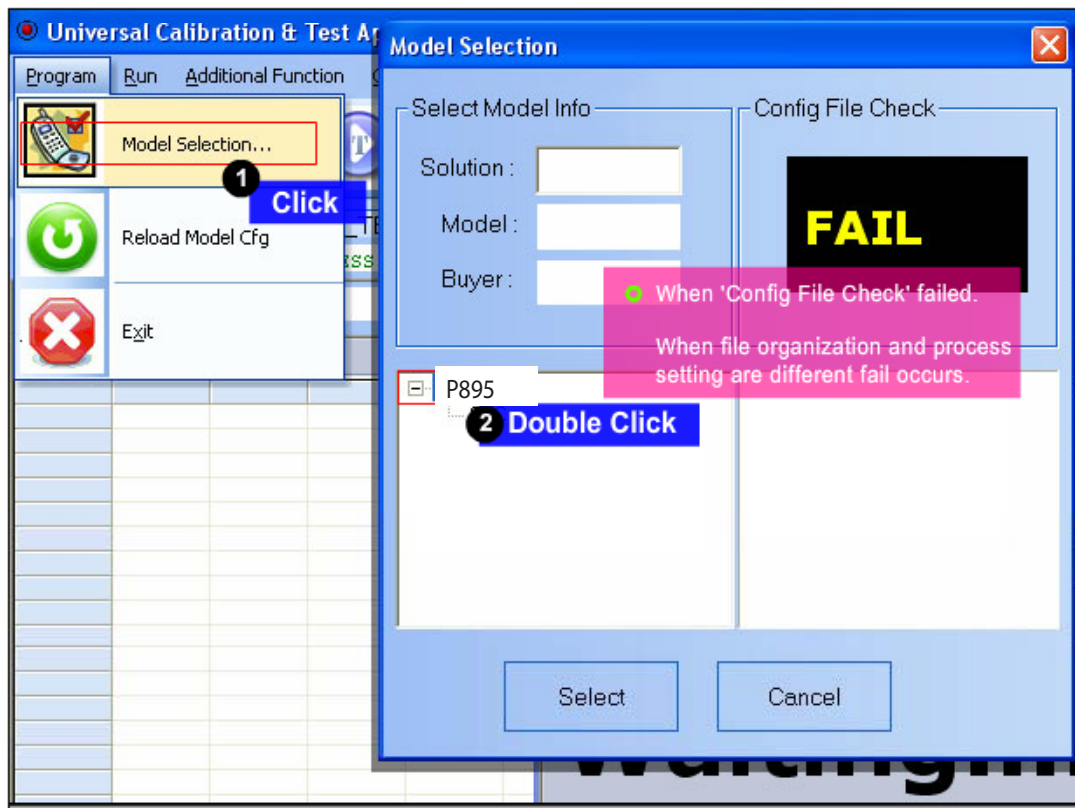 Universal Calibration & Test Ap
Program Run Additional Function
Model Selection...
1
Click
Reload Model Cfg
Exit
Model Selection
Select Model Info
Solution :
Model :
Buyer :
Config File Check
FAIL
When 'Config File Check' failed.
When file organization and process
setting are different fail occurs.
P895
2 Double Click
Select Cancel